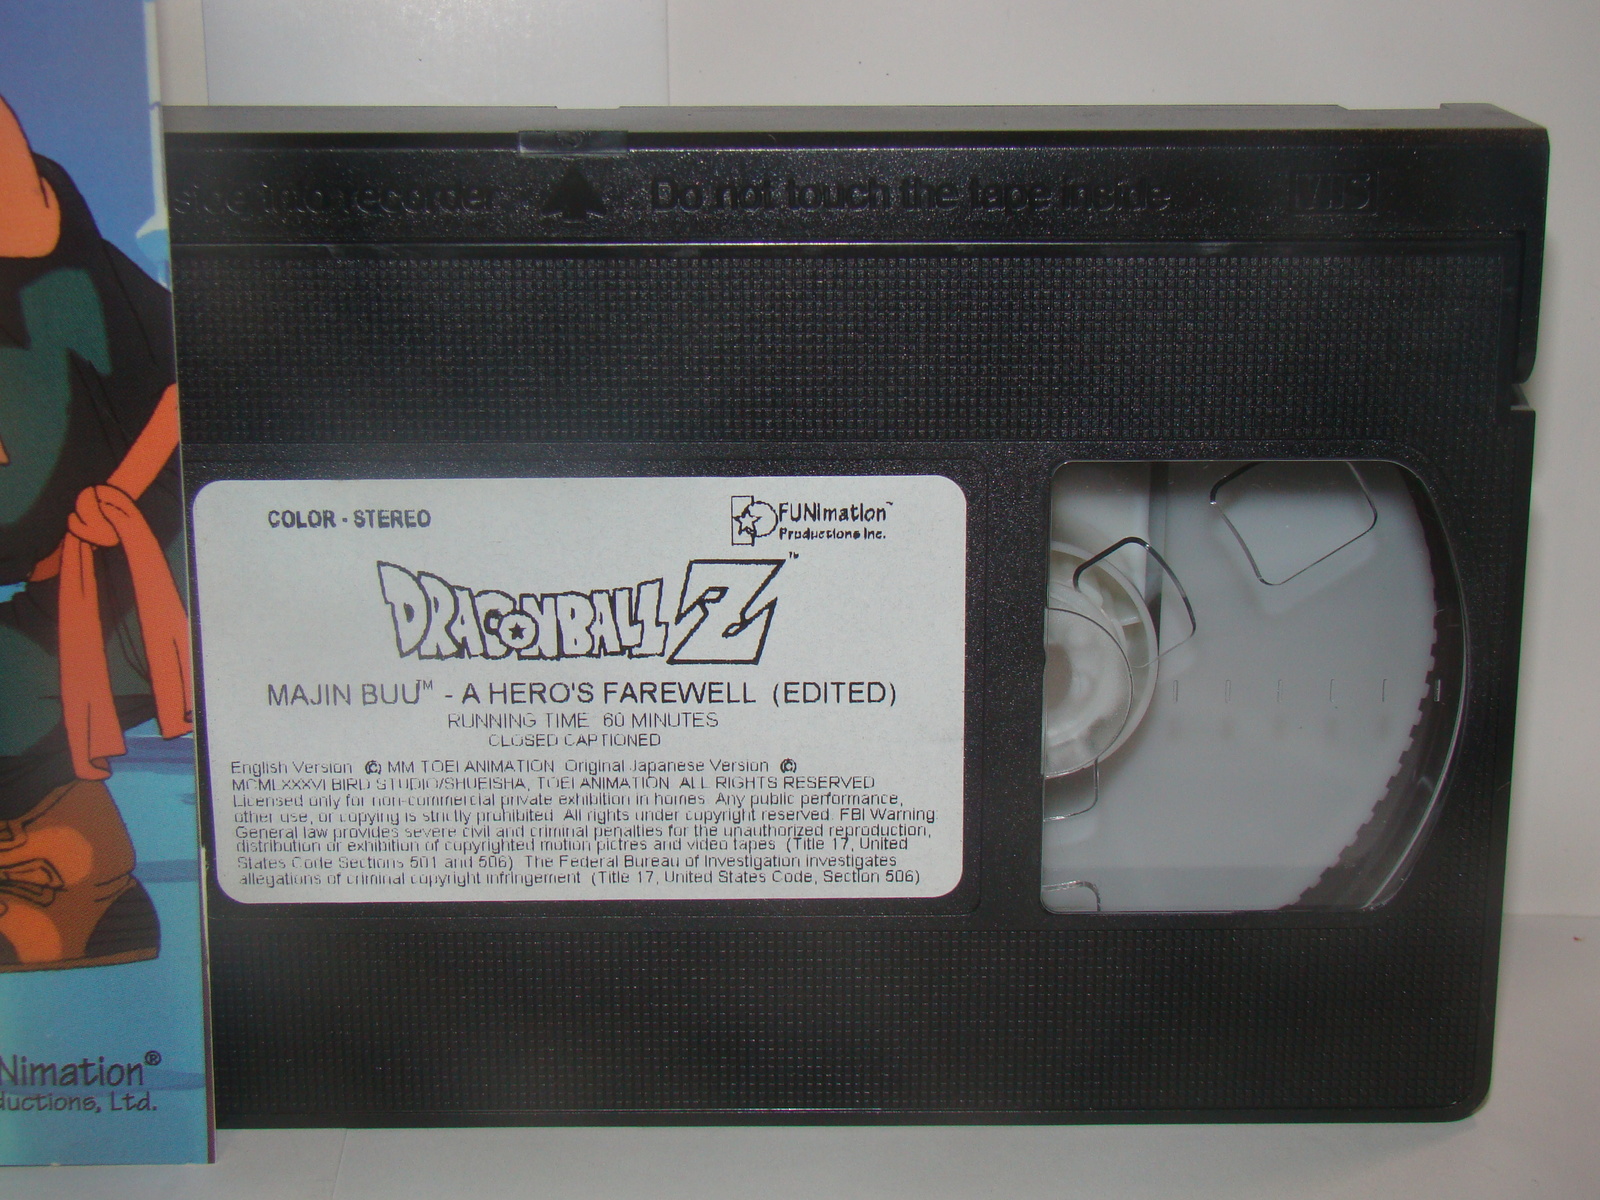 side into recorder Do not touch the tape inside VHS
COLOR - STEREO
FUNimation™
Productions Inc.
DRAGONBALL Z™
MAJIN BUU™ - A HERO'S FAREWELL (EDITED)
RUNNING TIME 60 MINUTES
CLOSED CAPTIONED
English Version © MM TOEI ANIMATION Original Japanese Version ©
MCMLXXXVI BIRD STUDIO/SHUEISHA, TOEI ANIMATION ALL RIGHTS RESERVED
Licensed only for non-commercial private exhibition in homes. Any public performance,
other use, or copying is strictly prohibited. All rights under copyright reserved. FBI Warning:
General law provides severe civil and criminal penalties for the unauthorized reproduction,
distribution or exhibition of copyrighted motion pictres and video tapes (Title 17, United
States Code Sections 501 and 506) The Federal Bureau of Investigation investigates
allegations of criminal copyright infringement (Title 17, United States Code, Section 506)
Nimation®
ductions, Ltd.